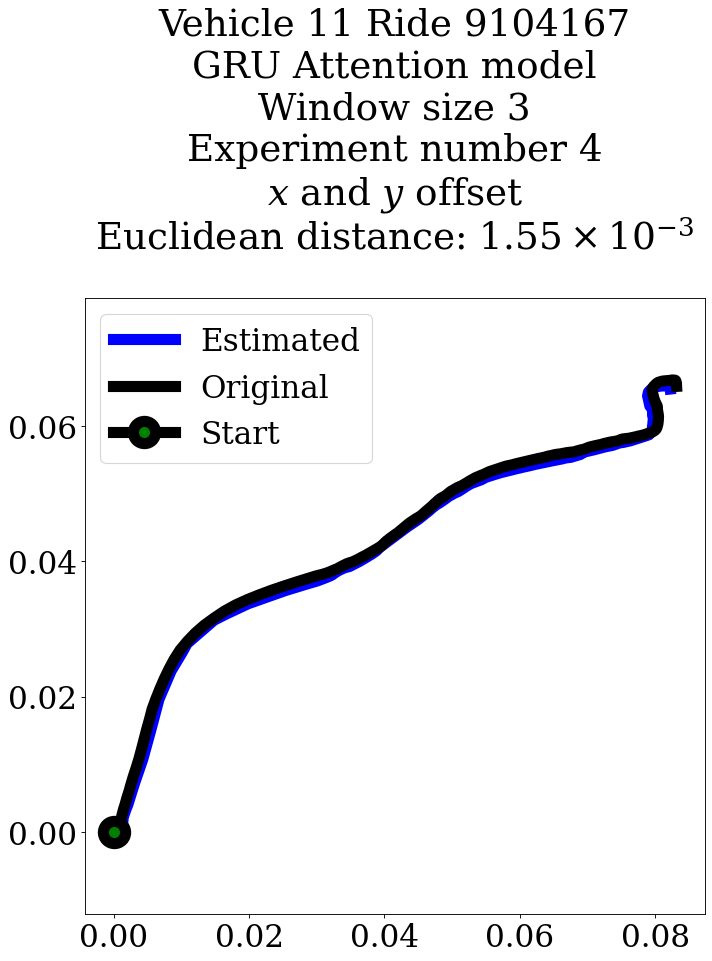 Vehicle 11 Ride 9104167
GRU Attention model
Window size 3
Experiment number 4
x and y offset
Euclidean distance: 1.55 × 10⁻³
Estimated
Original
Start
0.06
0.04
0.02
0.00
0.00 0.02 0.04 0.06 0.08